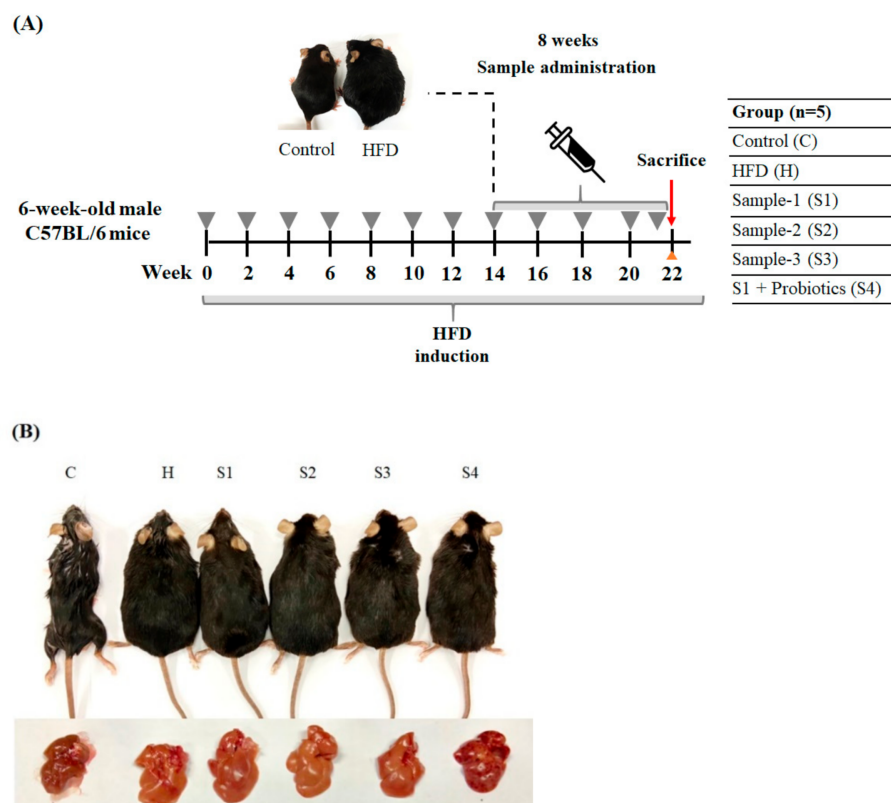 (A)
8 weeks
Sample administration
Control HFD
Sacrifice
6-week-old male
C57BL/6 mice
Week 0 2 4 6 8 10 12 14 16 18 20 22
HFD
induction
Group (n=5)
Control (C)
HFD (H)
Sample-1 (S1)
Sample-2 (S2)
Sample-3 (S3)
S1 + Probiotics (S4)
(B)
C H S1 S2 S3 S4